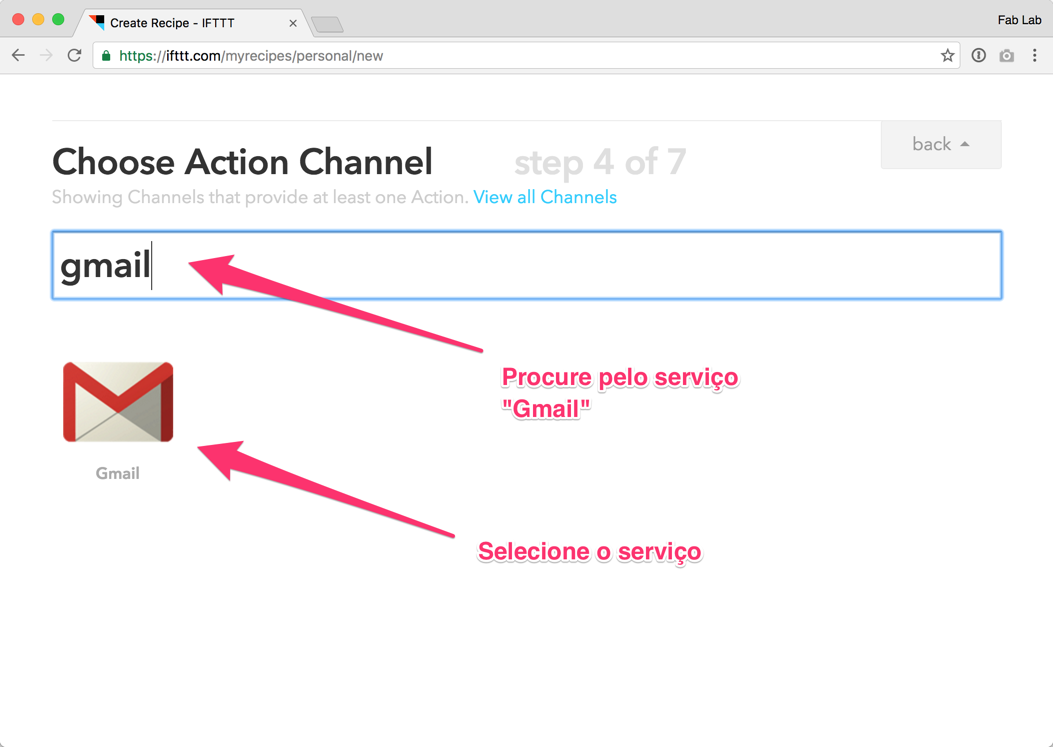 Create Recipe - IFTTT
Fab Lab
https://ifttt.com/myrecipes/personal/new
back
Choose Action Channel step 4 of 7
Showing Channels that provide at least one Action. View all Channels
gmail
Procure pelo serviço
"Gmail"
Gmail
Selecione o serviço